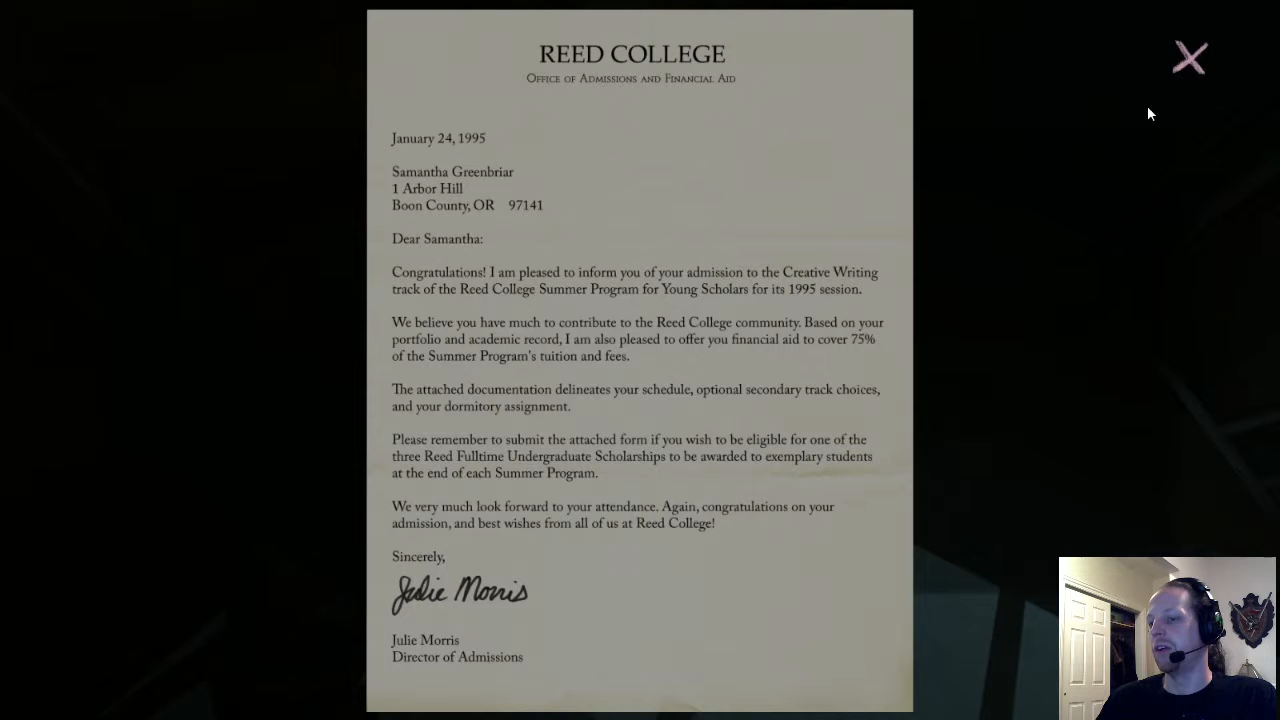 REED COLLEGE
Office of Admissions and Financial Aid
January 24, 1995
Samantha Greenbriar
1 Arbor Hill
Boon County, OR 97141
Dear Samantha:
Congratulations! I am pleased to inform you of your admission to the Creative Writing
track of the Reed College Summer Program for Young Scholars for its 1995 session.
We believe you have much to contribute to the Reed College community. Based on your
portfolio and academic record, I am also pleased to offer you financial aid to cover 75%
of the Summer Program's tuition and fees.
The attached documentation delineates your schedule, optional secondary track choices,
and your dormitory assignment.
Please remember to submit the attached form if you wish to be eligible for one of the
three Reed Fulltime Undergraduate Scholarships to be awarded to exemplary students
at the end of each Summer Program.
We very much look forward to your attendance. Again, congratulations on your
admission, and best wishes from all of us at Reed College!
Sincerely,
Julie Morris
Julie Morris
Director of Admissions